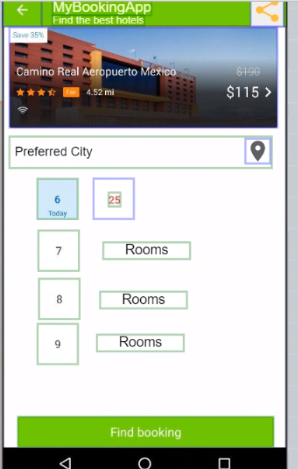 MyBookingApp
Find the best hotels
Save 35%
Camino Real Aeropuerto Mexico $190
4.52 mi $115 >
Preferred City
6 25
Today
7 Rooms
8 Rooms
9 Rooms
Find booking